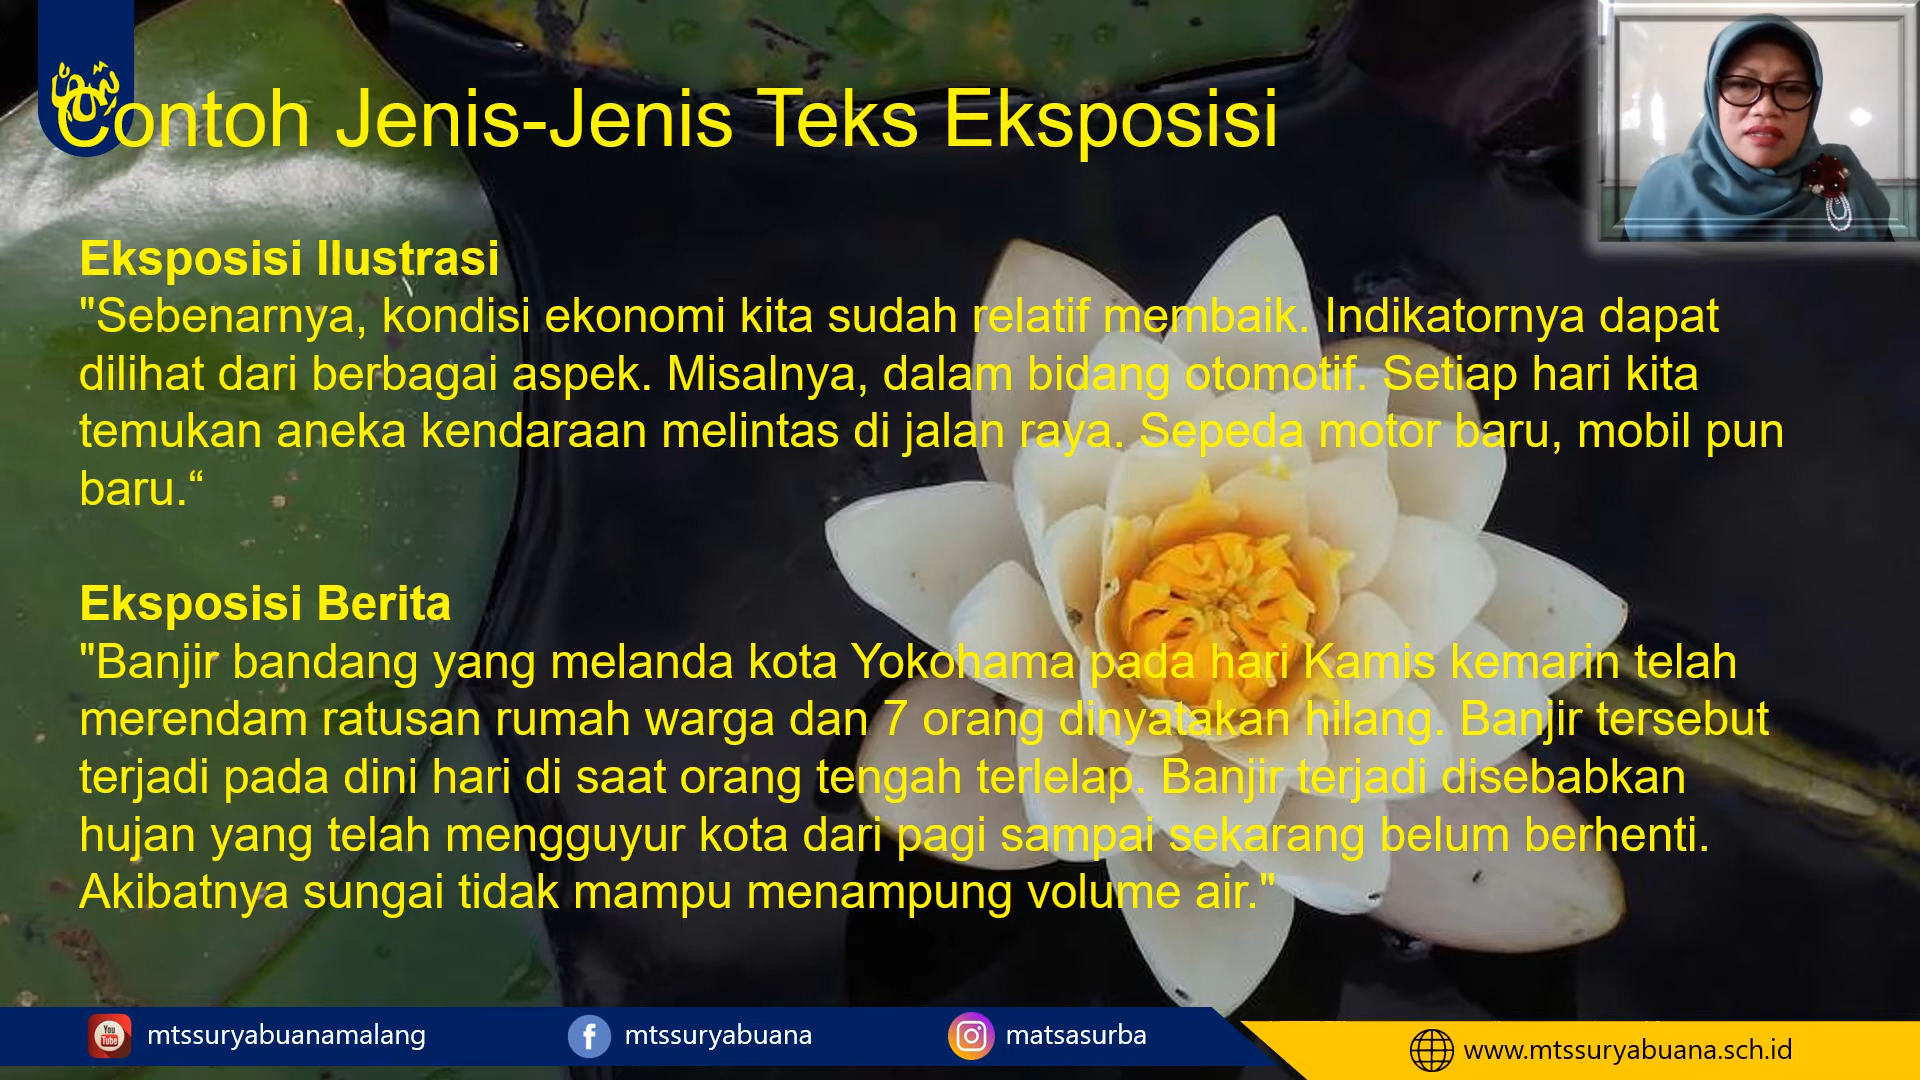 Contoh Jenis-Jenis Teks Eksposisi
Eksposisi Ilustrasi
"Sebenarnya, kondisi ekonomi kita sudah relatif membaik. Indikatornya dapat
dilihat dari berbagai aspek. Misalnya, dalam bidang otomotif. Setiap hari kita
temukan aneka kendaraan melintas di jalan raya. Sepeda motor baru, mobil pun
baru.“
Eksposisi Berita
"Banjir bandang yang melanda kota Yokohama pada hari Kamis kemarin telah
merendam ratusan rumah warga dan 7 orang dinyatakan hilang. Banjir tersebut
terjadi pada dini hari di saat orang tengah terlelap. Banjir terjadi disebabkan
hujan yang telah mengguyur kota dari pagi sampai sekarang belum berhenti.
Akibatnya sungai tidak mampu menampung volume air."
You Tube mtssuryabuanamalang
f mtssuryabuana
matsasurba
www.mtssuryabuana.sch.id